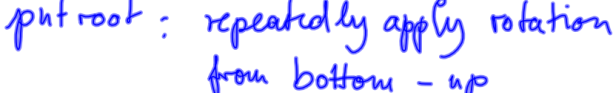 put root : repeatedly apply rotation
from bottom - up